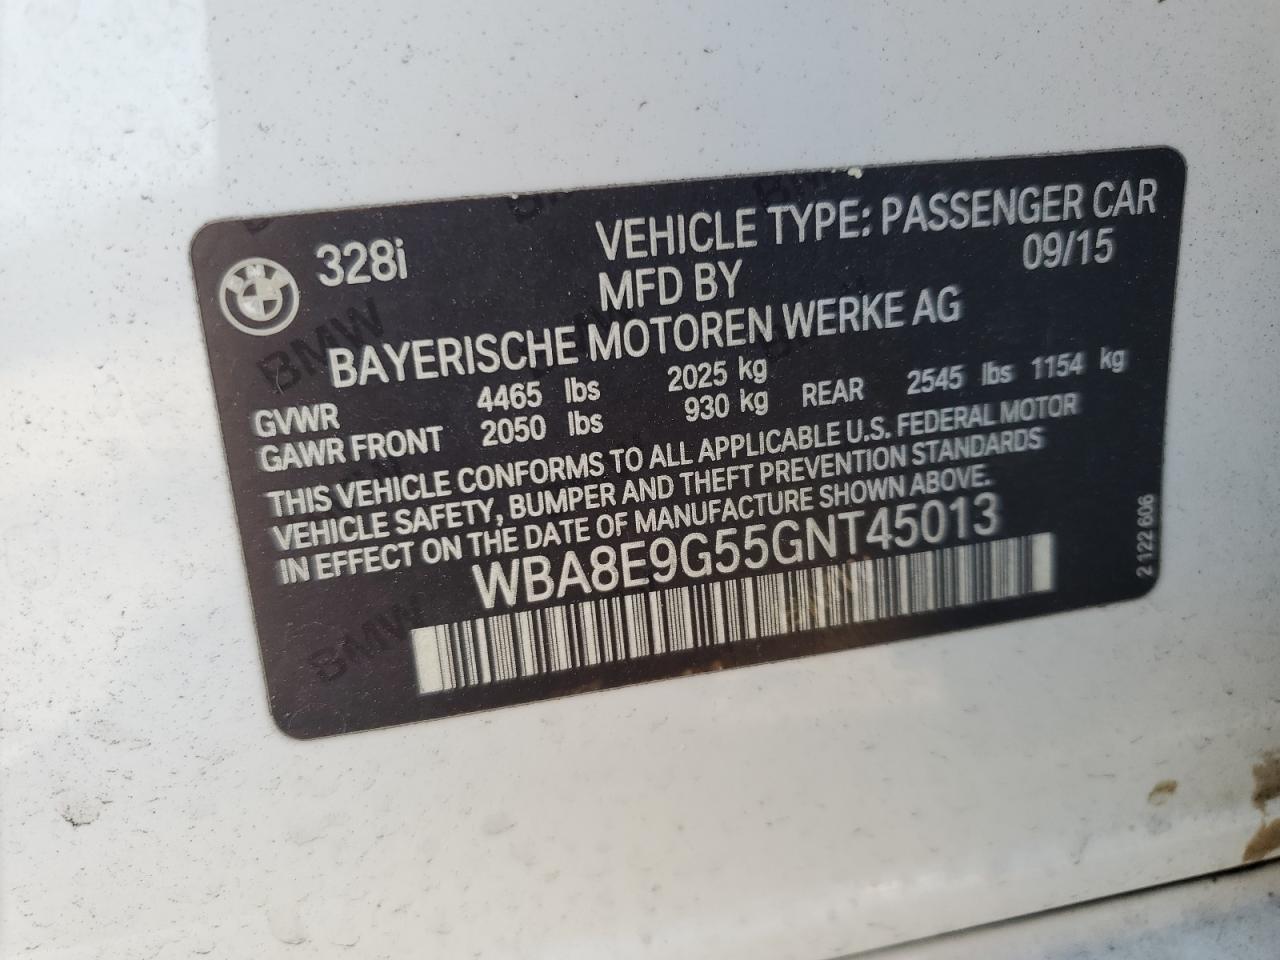 328i
VEHICLE TYPE: PASSENGER CAR
MFD BY 09/15
BAYERISCHE MOTOREN WERKE AG
GVWR 4465 lbs 2025 kg
GAWR FRONT 2050 lbs 930 kg REAR 2545 lbs 1154 kg
THIS VEHICLE CONFORMS TO ALL APPLICABLE U.S. FEDERAL MOTOR
VEHICLE SAFETY, BUMPER AND THEFT PREVENTION STANDARDS
IN EFFECT ON THE DATE OF MANUFACTURE SHOWN ABOVE.
WBA8E9G55GNT45013
2 122 606
BMW
BMW